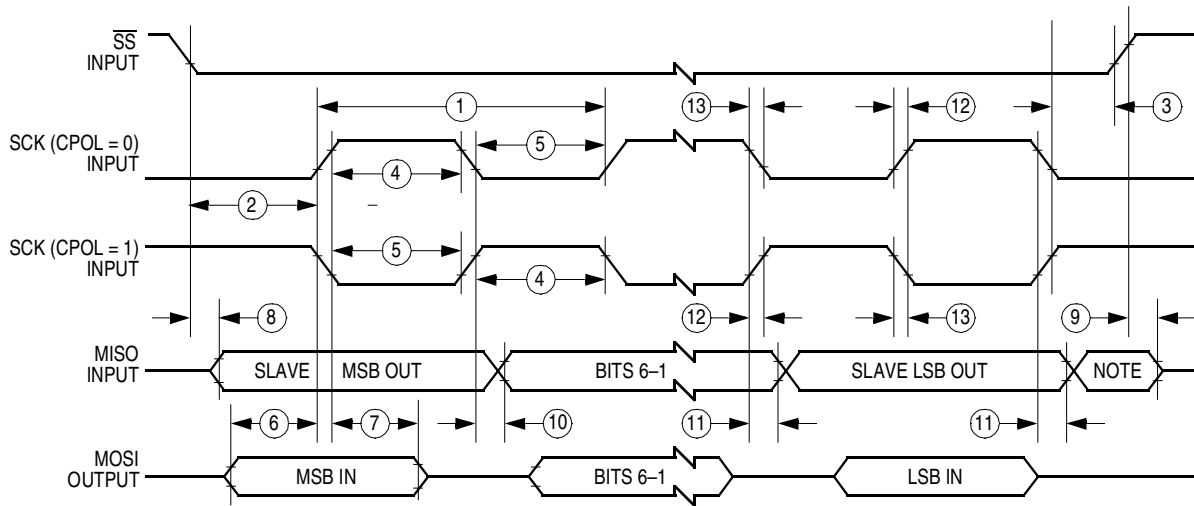 SS
INPUT
1
13
12
3
SCK (CPOL = 0)
INPUT
5
4
2
–
SCK (CPOL = 1)
INPUT
5
4
8
12
13
9
MISO
INPUT
SLAVE MSB OUT
BITS 6–1
SLAVE LSB OUT
NOTE
6
7
10
11
11
MOSI
OUTPUT
MSB IN
BITS 6–1
LSB IN